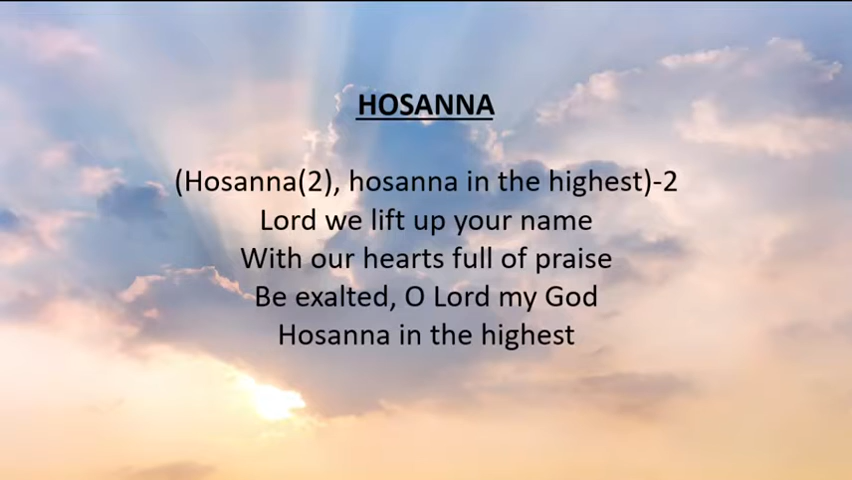 HOSANNA
(Hosanna(2), hosanna in the highest)-2
Lord we lift up your name
With our hearts full of praise
Be exalted, O Lord my God
Hosanna in the highest